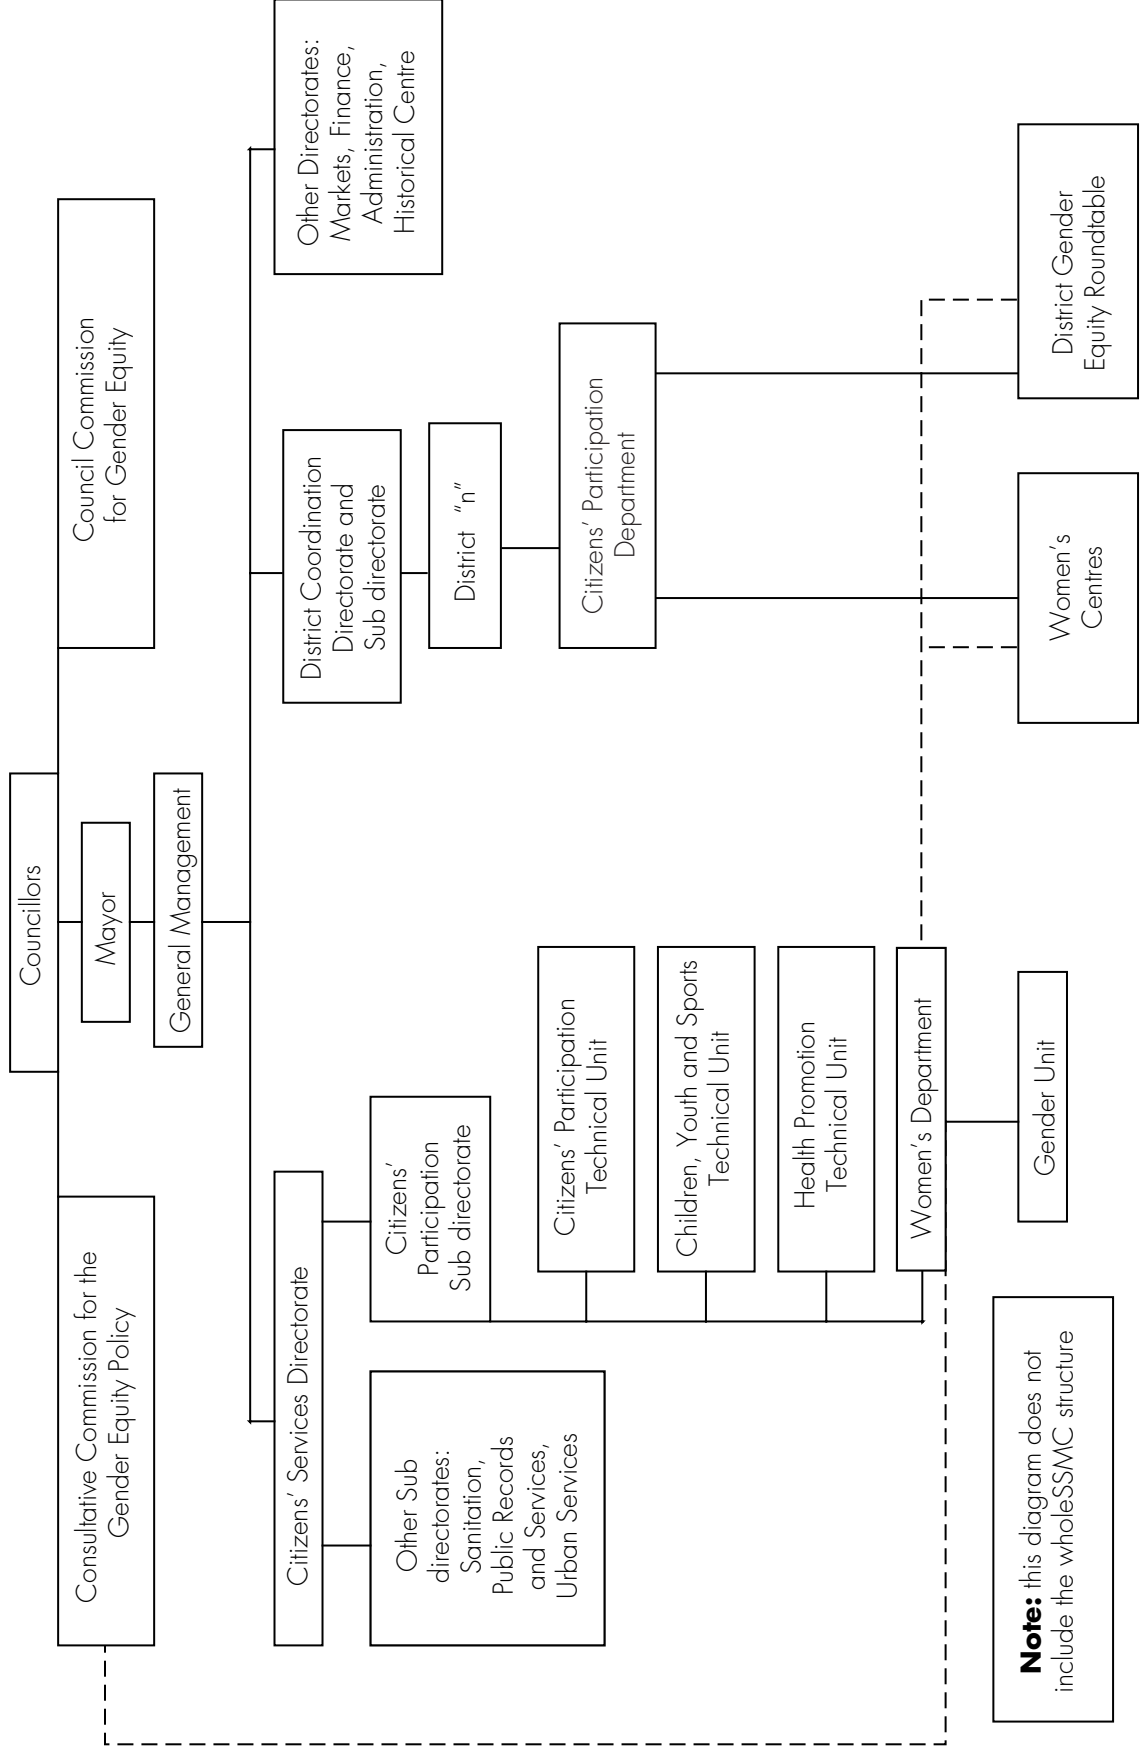 Councillors
Mayor
General Management
Consultative Commission for the
Gender Equity Policy
Council Commission
for Gender Equity
Citizens’ Services Directorate
Other Sub
directorates:
Sanitation,
Public Records
and Services,
Urban Services
Citizens’
Participation
Sub directorate
Citizens’ Participation
Technical Unit
Children, Youth and Sports
Technical Unit
Health Promotion
Technical Unit
Women’s Department
Gender Unit
District Coordination
Directorate and
Sub directorate
District “n”
Citizens’ Participation
Department
Women’s
Centres
District Gender
Equity Roundtable
Other Directorates:
Markets, Finance,
Administration,
Historical Centre
Note: this diagram does not
include the wholeSSMC structure